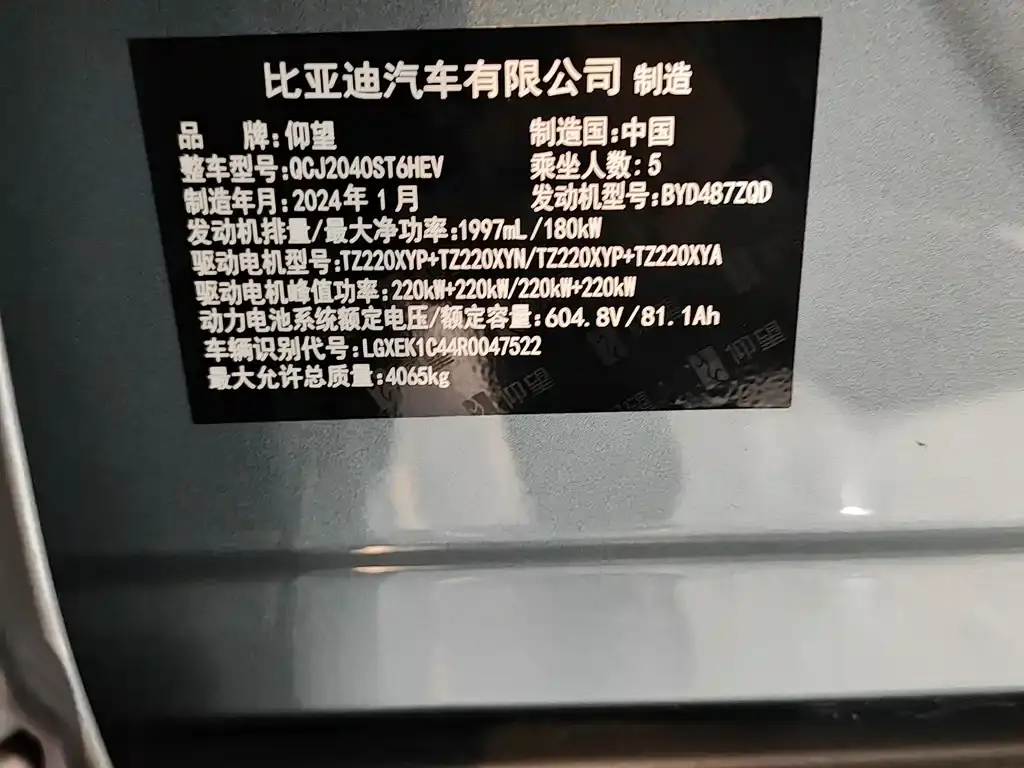 比亚迪汽车有限公司 制造
品 牌:仰望 制造国:中国
整车型号:QCJ2040ST6HEV 乘坐人数:5
制造年月:2024年1月 发动机型号:BYD487ZQD
发动机排量/最大净功率:1997mL/180kW
驱动电机型号:TZ220XYP+TZ220XYN/TZ220XYP+TZ220XYA
驱动电机峰值功率:220kW+220kW/220kW+220kW
动力电池系统额定电压/额定容量:604.8V/81.1Ah
车辆识别代号:LGXEK1C44R0047522
最大允许总质量:4065kg
仰望
仰望